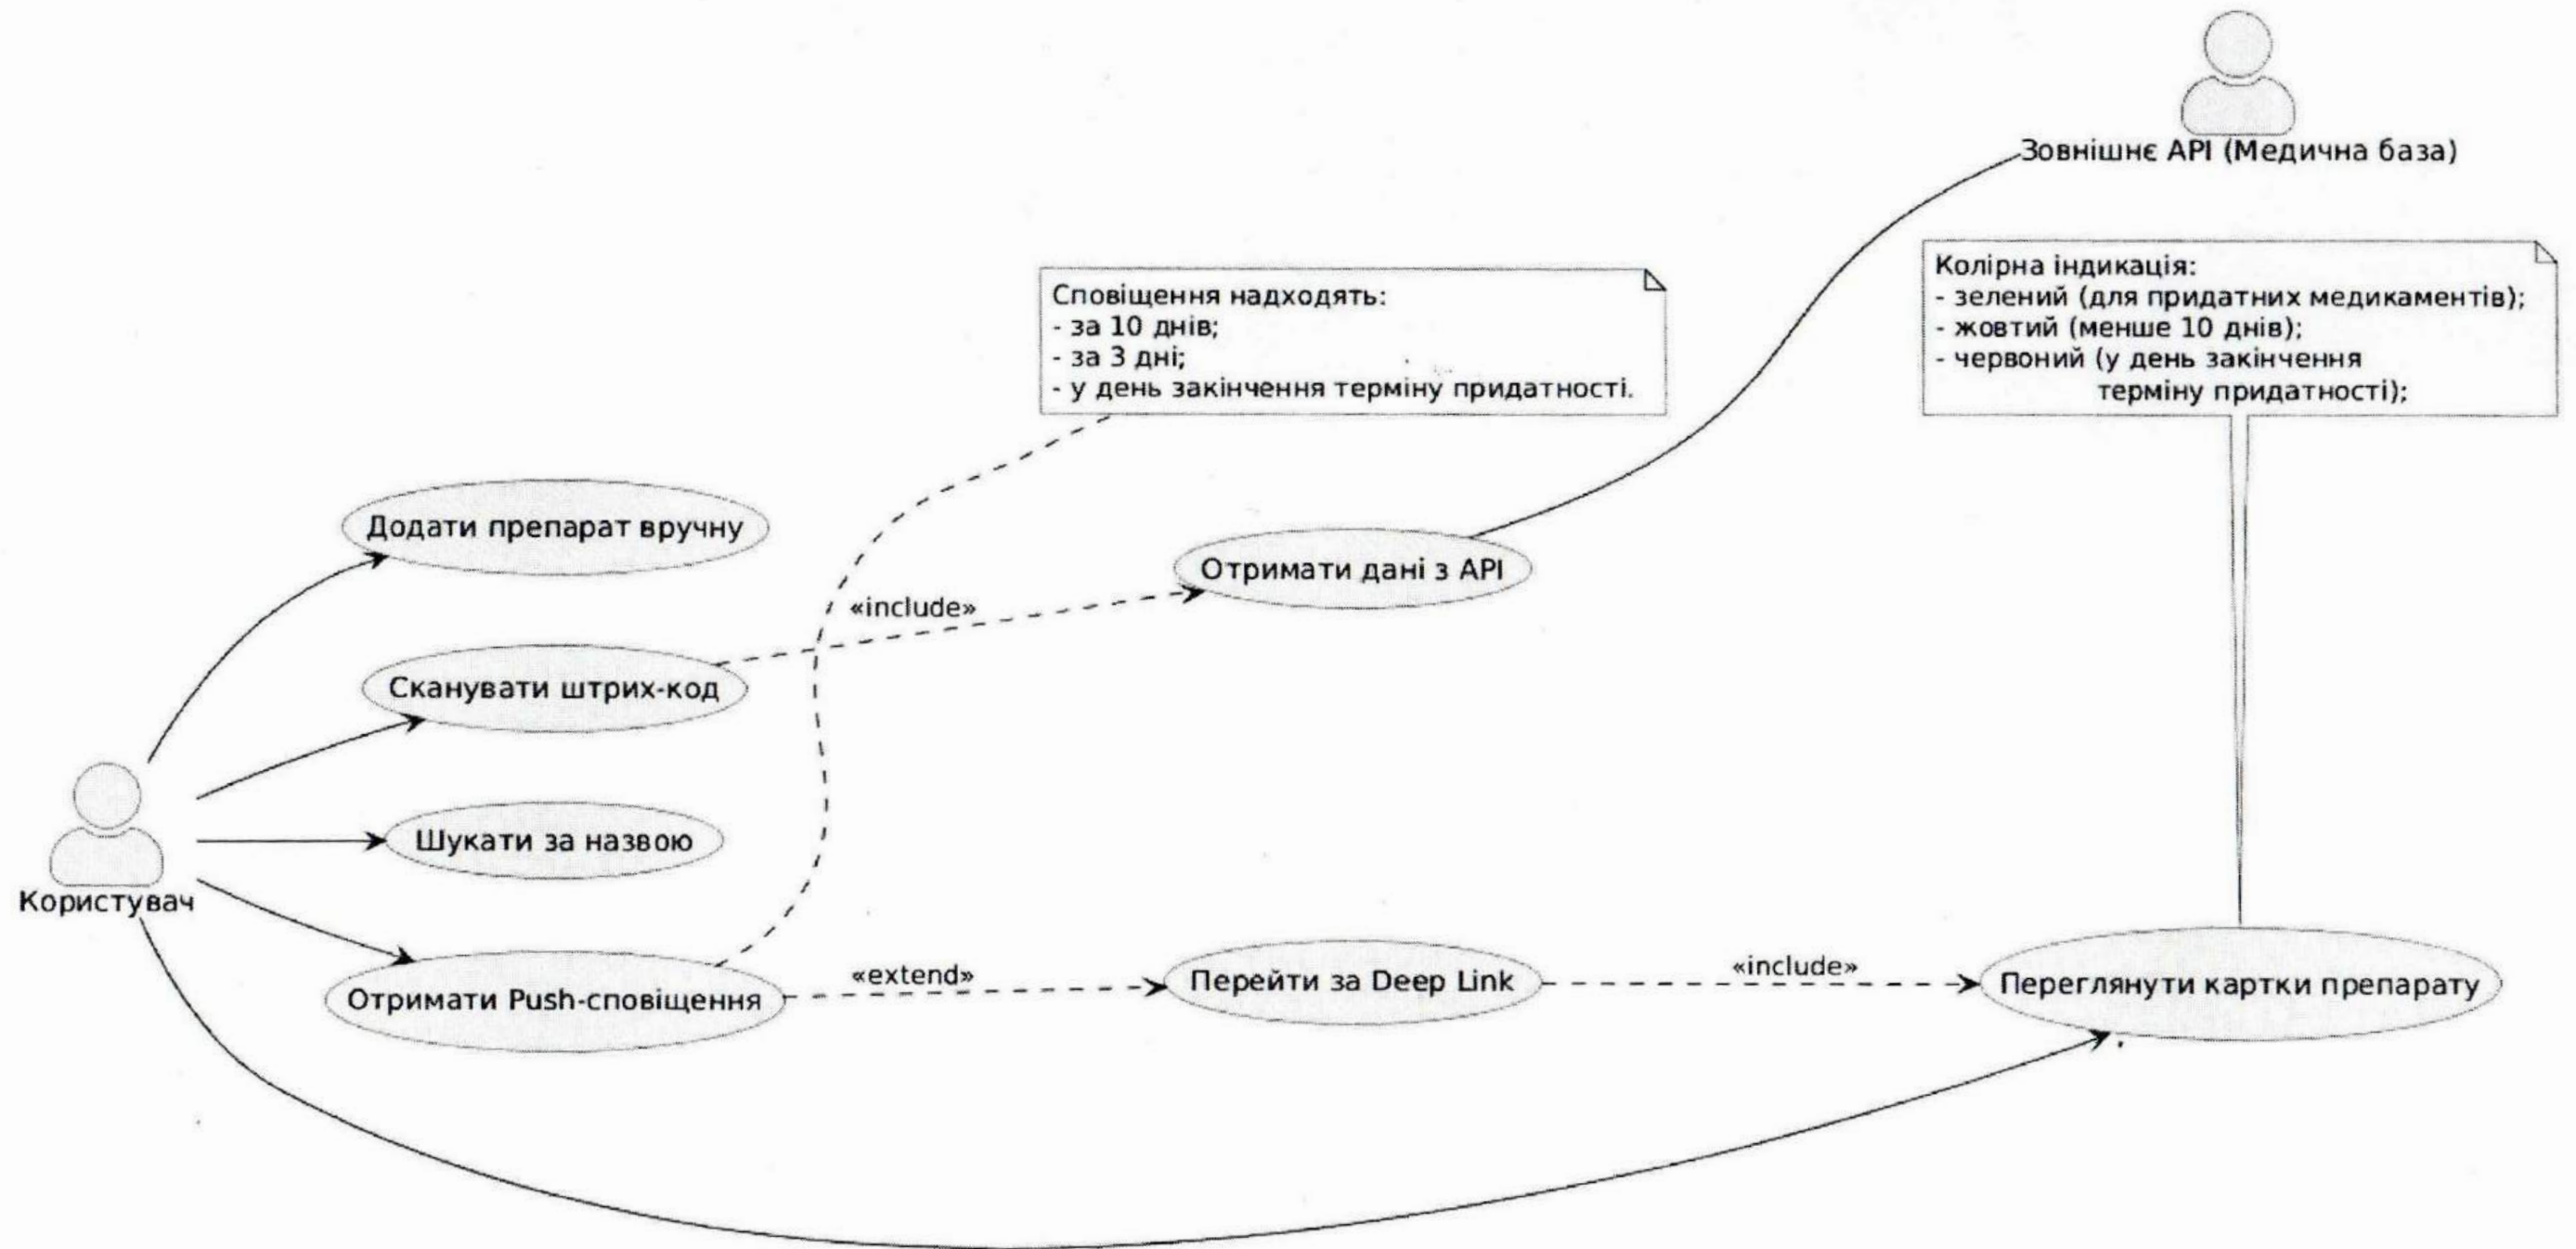 Зовнішнє API (Медична база)
Колірна індикація:
- зелений (для придатних медикаментів);
- жовтий (менше 10 днів);
- червоний (у день закінчення
терміну придатності);
Сповіщення надходять:
- за 10 днів;
- за 3 дні;
- у день закінчення терміну придатності.
Додати препарат вручну
Отримати дані з API
«include»
Сканувати штрих-код
Шукати за назвою
Користувач
Отримати Push-сповіщення
«extend»
Перейти за Deep Link
«include»
Переглянути картки препарату